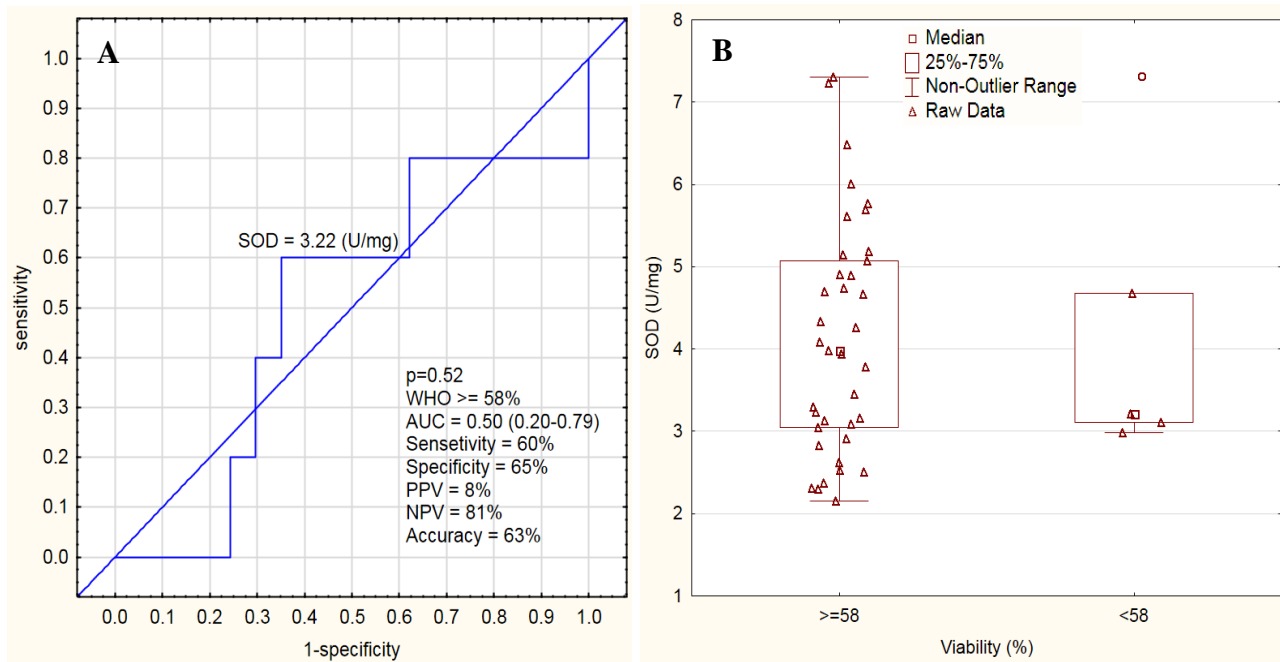 A
1.0
0.9
0.8
0.7
0.6
0.5
0.4
0.3
0.2
0.1
0.0
sensitivity
SOD = 3.22 (U/mg)
p=0.52
WHO >= 58%
AUC = 0.50 (0.20-0.79)
Sensetivity = 60%
Specificity = 65%
PPV = 8%
NPV = 81%
Accuracy = 63%
0.0 0.1 0.2 0.3 0.4 0.5 0.6 0.7 0.8 0.9 1.0
1-specificity
B
Median
25%-75%
Non-Outlier Range
Raw Data
8
7
6
5
4
3
2
1
SOD (U/mg)
>=58 <58
Viability (%)